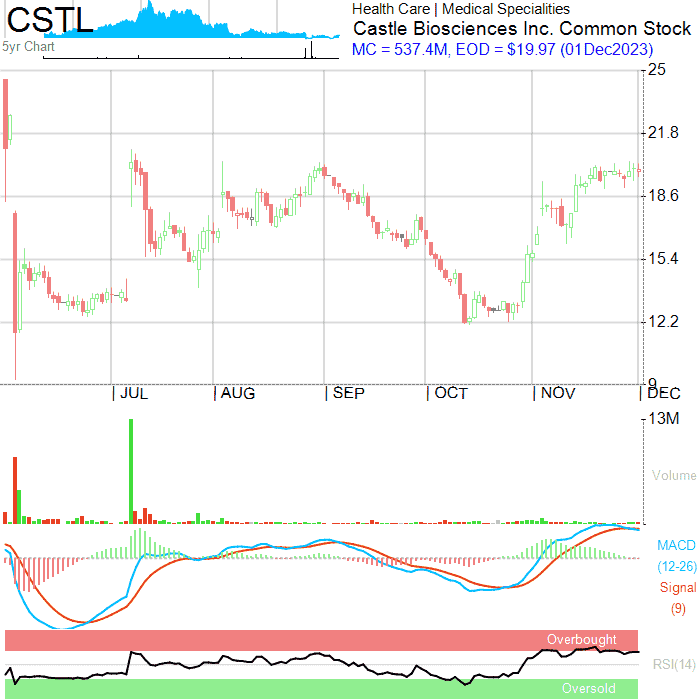 CSTL
Health Care | Medical Specialities
Castle Biosciences Inc. Common Stock
5yr Chart
MC = 537.4M, EOD = $19.97 (01Dec2023)
25
21.8
18.6
15.4
12.2
9
JUL
AUG
SEP
OCT
NOV
DEC
13M
Volume
MACD
(12-26)
Signal
(9)
Overbought
RSI(14)
Oversold